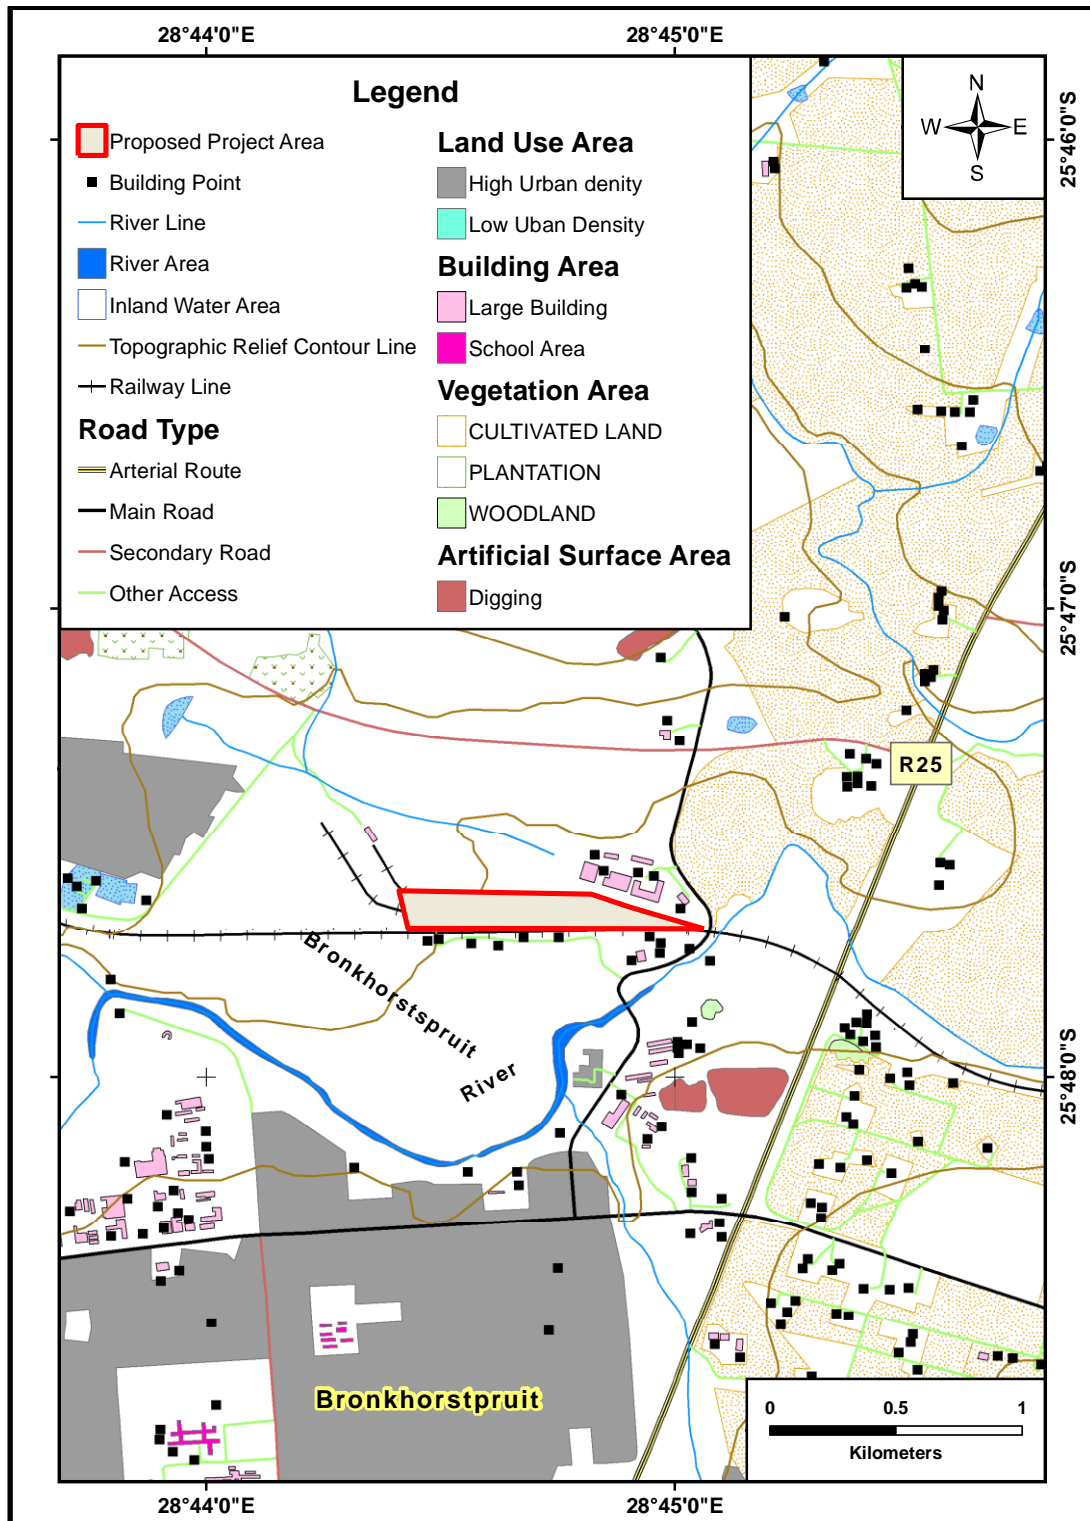 28°44'0"E
28°45'0"E
Legend
Proposed Project Area
Building Point
River Line
River Area
Inland Water Area
Topographic Relief Contour Line
Railway Line
Road Type
Arterial Route
Main Road
Secondary Road
Other Access
Land Use Area
High Urban denity
Low Uban Density
Building Area
Large Building
School Area
Vegetation Area
CULTIVATED LAND
PLANTATION
WOODLAND
Artificial Surface Area
Digging
N
W
E
S
25°46'0"S
25°47'0"S
25°48'0"S
R25
Bronkhorstspruit
River
Bronkhorstpruit
0
0.5
1
Kilometers
28°44'0"E
28°45'0"E